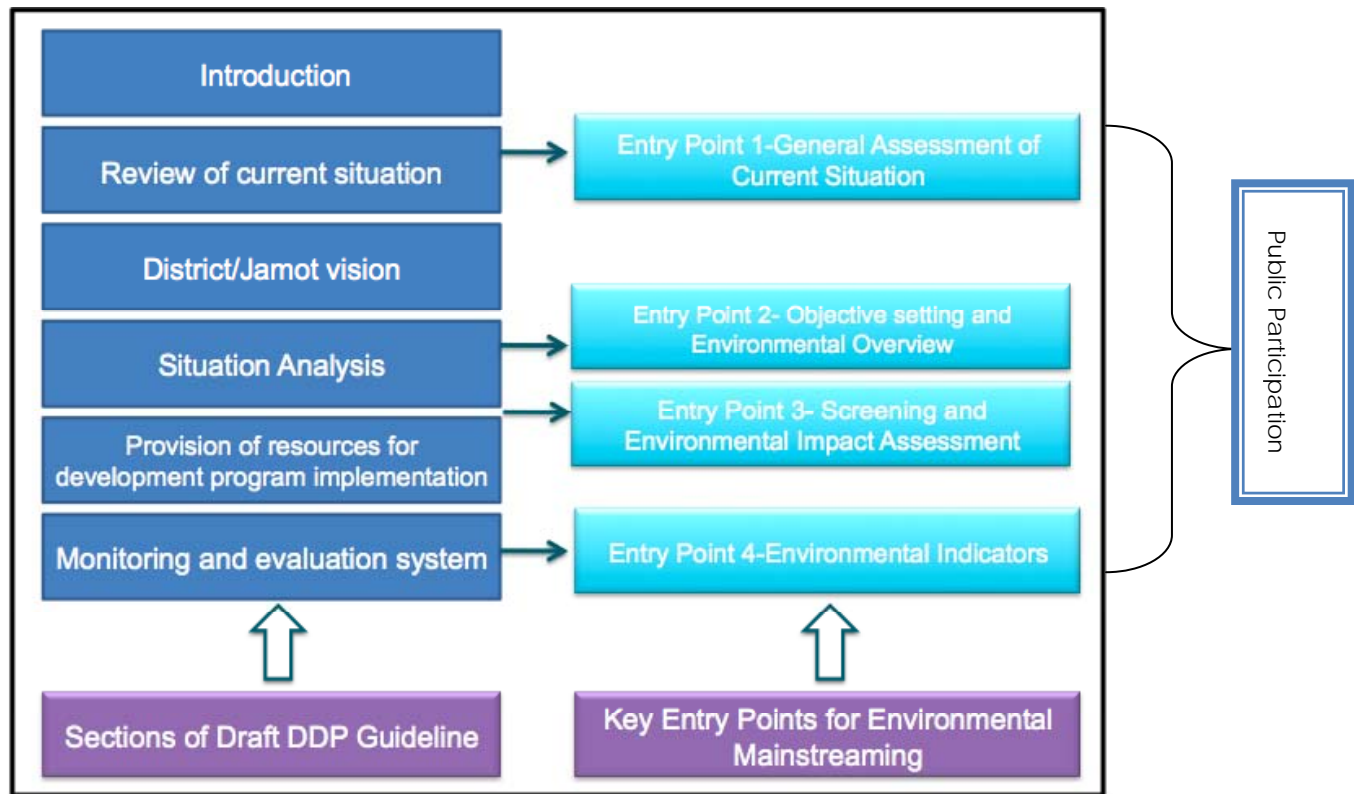 Introduction
Review of current situation
District/Jamot vision
Situation Analysis
Provision of resources for
development program implementation
Monitoring and evaluation system
Sections of Draft DDP Guideline
Entry Point 1-General Assessment of
Current Situation
Entry Point 2- Objective setting and
Environmental Overview
Entry Point 3- Screening and
Environmental Impact Assessment
Entry Point 4-Environmental Indicators
Key Entry Points for Environmental
Mainstreaming
Public Participation